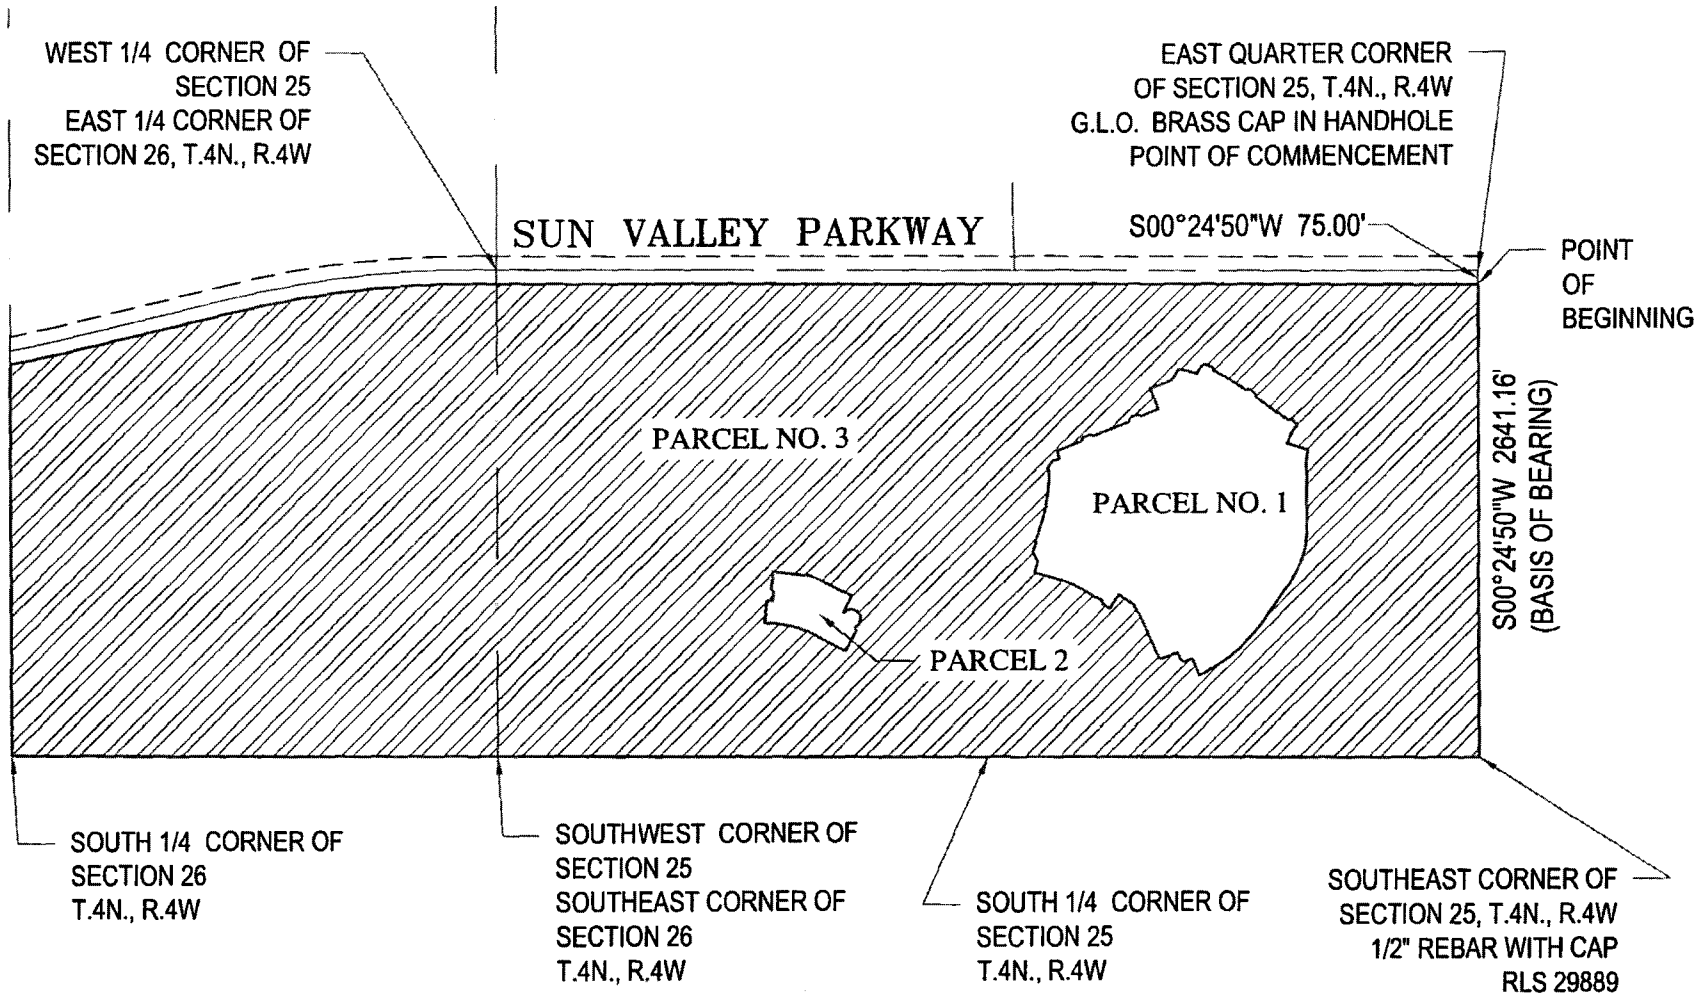 WEST 1/4 CORNER OF
SECTION 25
EAST 1/4 CORNER OF
SECTION 26, T.4N., R.4W
EAST QUARTER CORNER
OF SECTION 25, T.4N., R.4W
G.L.O. BRASS CAP IN HANDHOLE
POINT OF COMMENCEMENT
SUN VALLEY PARKWAY
S00°24'50"W 75.00'
POINT
OF
BEGINNING
S00°24'50"W 2641.16'
(BASIS OF BEARING)
PARCEL NO. 3
PARCEL NO. 1
PARCEL 2
SOUTH 1/4 CORNER OF
SECTION 26
T.4N., R.4W
SOUTHWEST CORNER OF
SECTION 25
SOUTHEAST CORNER OF
SECTION 26
T.4N., R.4W
SOUTH 1/4 CORNER OF
SECTION 25
T.4N., R.4W
SOUTHEAST CORNER OF
SECTION 25, T.4N., R.4W
1/2" REBAR WITH CAP
RLS 29889